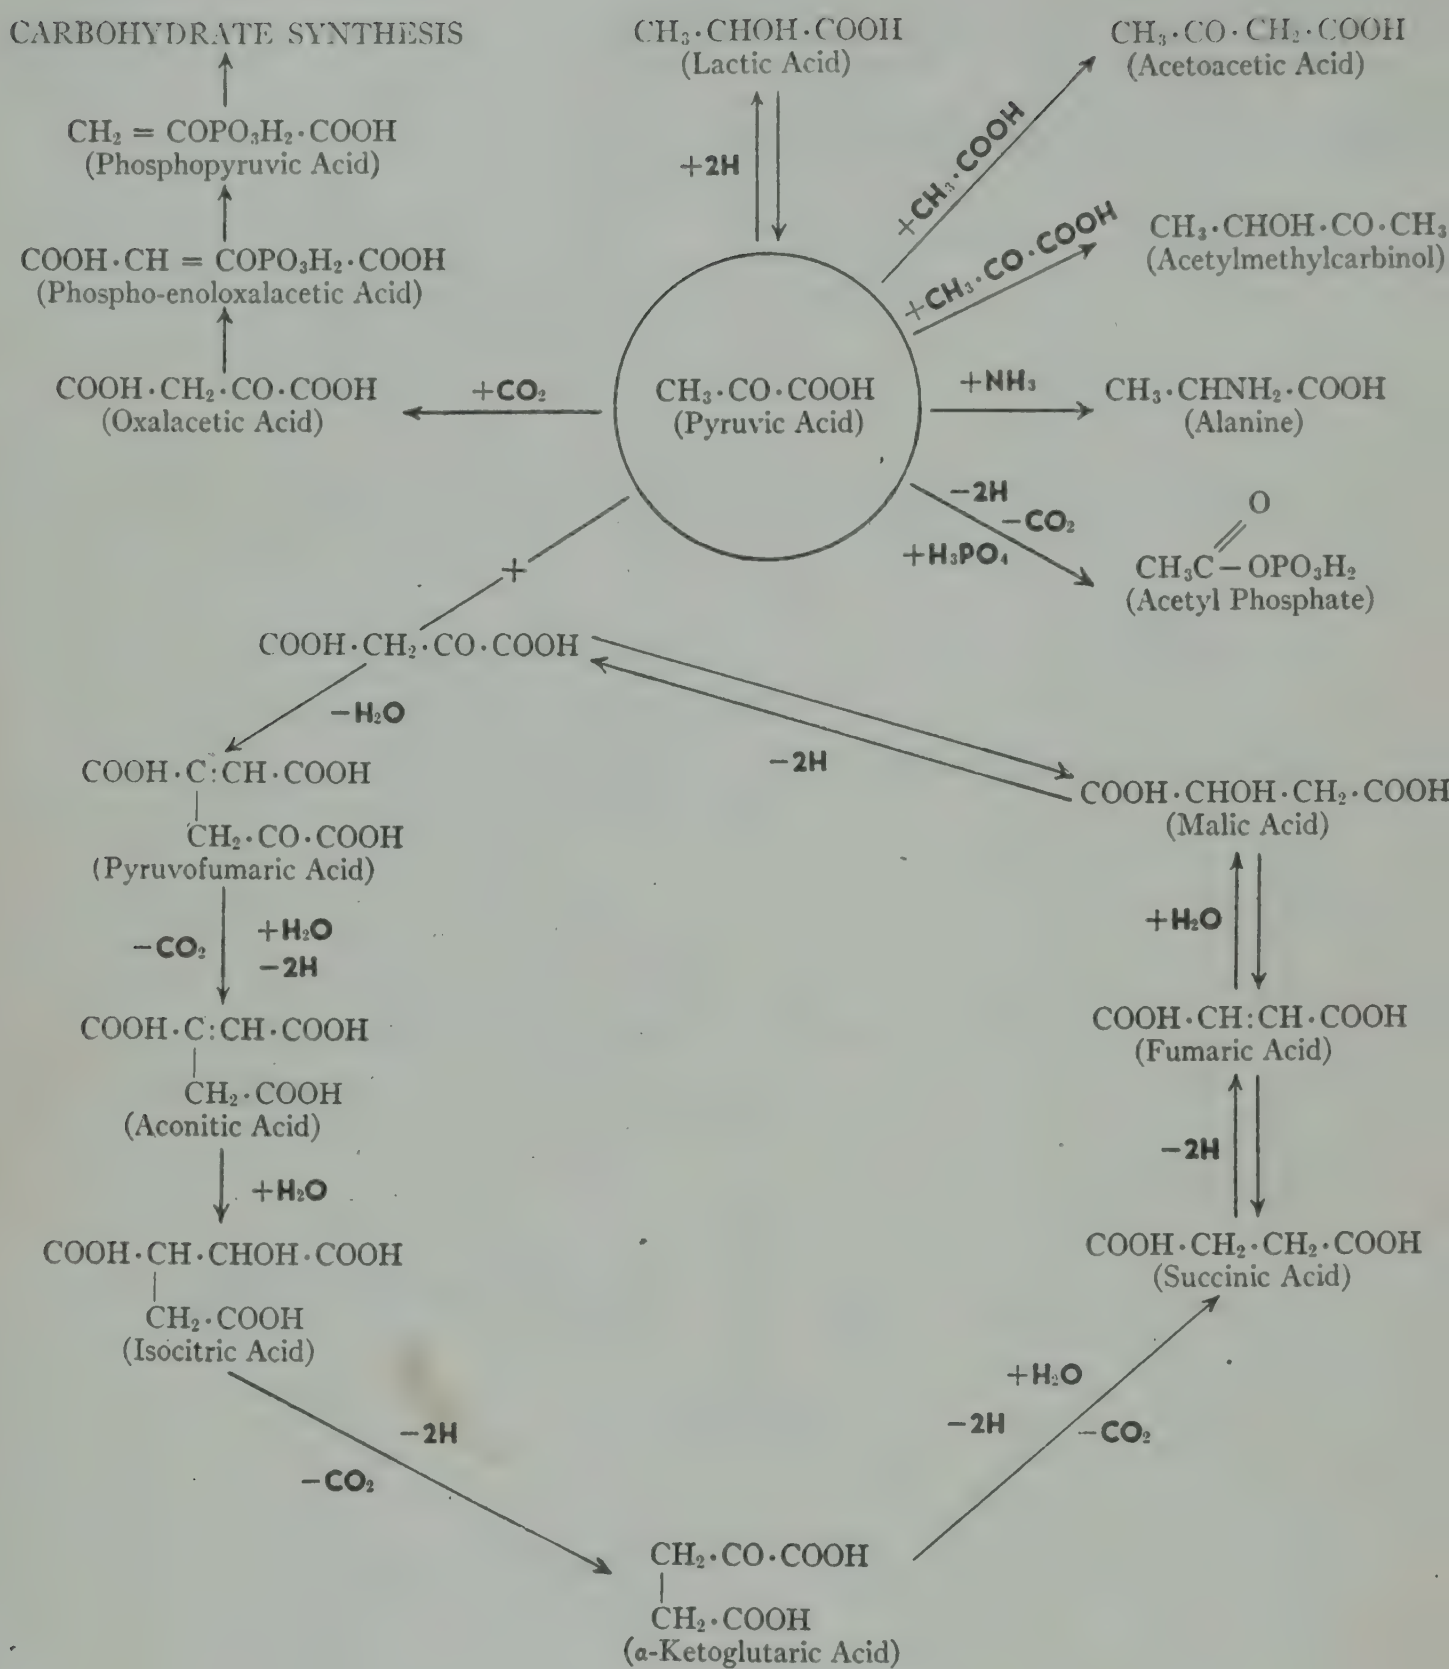 CARBOHYDRATE SYNTHESIS
CH₂ = COPO₃H₂·COOH
(Phosphopyruvic Acid)
COOH·CH = COPO₃H₂·COOH
(Phospho-enoloxalacetic Acid)
COOH·CH₂·CO·COOH
(Oxalacetic Acid)
+CO₂
CH₃·CHOH·COOH
(Lactic Acid)
+2H
CH₃·CO·COOH
(Pyruvic Acid)
+CH₃·COOH
CH₃·CO·CH₂·COOH
(Acetoacetic Acid)
+CH₃·CO·COOH
CH₃·CHOH·CO·CH₃
(Acetylmethylcarbinol)
+NH₃
CH₃·CHNH₂·COOH
(Alanine)
−2H
−CO₂
+H₃PO₄
O
CH₃C−OPO₃H₂
(Acetyl Phosphate)
+
COOH·CH₂·CO·COOH
−H₂O
COOH·C:CH·COOH
CH₂·CO·COOH
(Pyruvofumaric Acid)
−CO₂
+H₂O
−2H
COOH·C:CH·COOH
CH₂·COOH
(Aconitic Acid)
+H₂O
COOH·CH·CHOH·COOH
CH₂·COOH
(Isocitric Acid)
−2H
−CO₂
CH₂·CO·COOH
CH₂·COOH
(α-Ketoglutaric Acid)
+H₂O
−2H
−CO₂
COOH·CH₂·CH₂·COOH
(Succinic Acid)
−2H
COOH·CH:CH·COOH
(Fumaric Acid)
+H₂O
COOH·CHOH·CH₂·COOH
(Malic Acid)
−2H